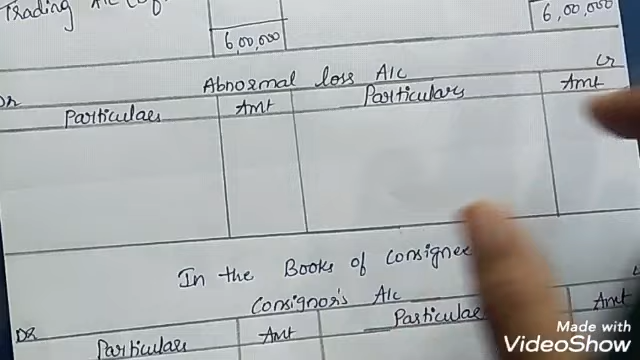 Trading A/c
6,00,000 6,00,000
Abnormal loss A/c
Dr Cr
Particulars Amt Particulars Amt
In the Books of Consignee
Consignor's A/c
Dr
Particulars Amt Particulars Amt
Made with
VideoShow